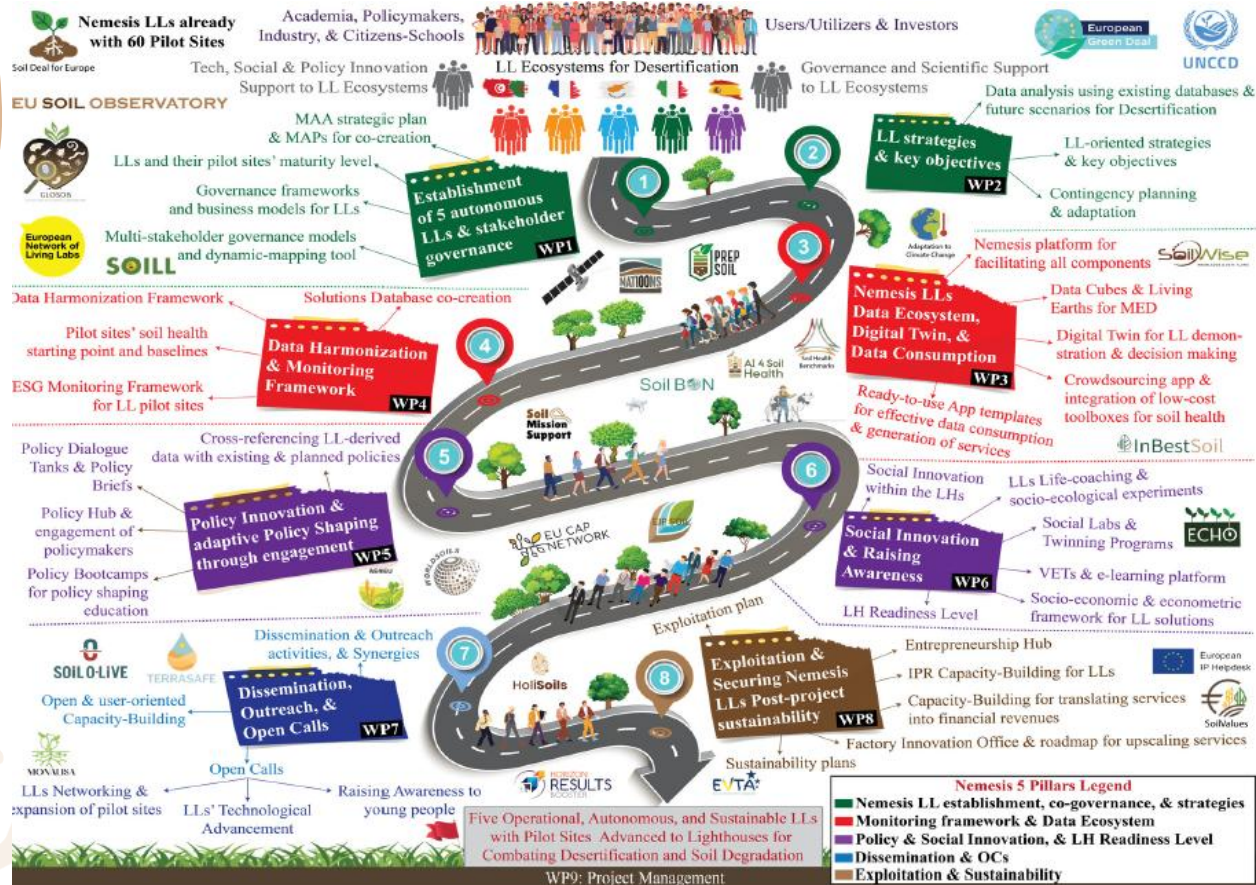 Nemesis LLs already
with 60 Pilot Sites
Soil Deal for Europe
EU SOIL OBSERVATORY
GLOSOB
European
Network of
Living Labs
SOILL
Academia, Policymakers,
Industry, & Citizens-Schools
Users/Utilizers & Investors
Tech, Social & Policy Innovation
Support to LL Ecosystems
LL Ecosystems for Desertification
Governance and Scientific Support
to LL Ecosystems
European
Green Deal
UNCCD
MAA strategic plan
& MAPs for co-creation
LLs and their pilot sites' maturity level
Governance frameworks
and business models for LLs
Multi-stakeholder governance models
and dynamic-mapping tool
Establishment
of 5 autonomous
LLs & stakeholder
governance
WP1
1
2
LL strategies
& key objectives
WP2
Data analysis using existing databases &
future scenarios for Desertification
LL-oriented strategies
& key objectives
Contingency planning
& adaptation
NATI00NS
PREP
SOIL
3
Adaptation to
Climate Change
SoilWise
Nemesis LLs
Data Ecosystem,
Digital Twin, &
Data Consumption
WP3
Nemesis platform for
facilitating all components
Data Cubes & Living
Earths for MED
Digital Twin for LL demon-
stration & decision making
Crowdsourcing app &
integration of low-cost
toolboxes for soil health
Ready-to-use App templates
for effective data consumption
& generation of services
InBestSoil
Data Harmonization Framework
Solutions Database co-creation
Pilot sites' soil health
starting point and baselines
ESG Monitoring Framework
for LL pilot sites
Data Harmonization
& Monitoring
Framework
WP4
4
Soil BON
AI 4 Soil
Health
Soil Health
Benchmarks
Soil
Mission
Support
5
Policy Dialogue
Tanks & Policy
Briefs
Cross-referencing LL-derived
data with existing & planned policies
Policy Hub &
engagement of
policymakers
Policy Bootcamps
for policy shaping
education
Policy Innovation &
adaptive Policy Shaping
through engagement
WP5
WORLDSOILS
EU CAP
NETWORK
EJP SOIL
6
Social Innovation
& Raising
Awareness
WP6
Social Innovation
within the LHs
LLs Life-coaching &
socio-ecological experiments
Social Labs &
Twinning Programs
VETs & e-learning platform
Socio-economic & econometric
framework for LL solutions
LH Readiness Level
ECHO
SOIL O-LIVE
TERRASAFE
MONALISA
Dissemination & Outreach
activities, & Synergies
Open & user-oriented
Capacity-Building
Dissemination,
Outreach, &
Open Calls
WP7
Open Calls
LLs Networking &
expansion of pilot sites
LLs' Technological
Advancement
Raising Awareness to
young people
7
HoliSoils
8
Exploitation &
Securing Nemesis
LLs Post-project
sustainability
WP8
Exploitation plan
Entrepreneurship Hub
IPR Capacity-Building for LLs
Capacity-Building for translating services
into financial revenues
Factory Innovation Office & roadmap for upscaling services
Sustainability plans
European
IP Helpdesk
SoilValues
HORIZON
RESULTS
BOOSTER
EVTA
Five Operational, Autonomous, and Sustainable LLs
with Pilot Sites Advanced to Lighthouses for
Combating Desertification and Soil Degradation
WP9: Project Management
Nemesis 5 Pillars Legend
Nemesis LL establishment, co-governance, & strategies
Monitoring framework & Data Ecosystem
Policy & Social Innovation, & LH Readiness Level
Dissemination & OCs
Exploitation & Sustainability